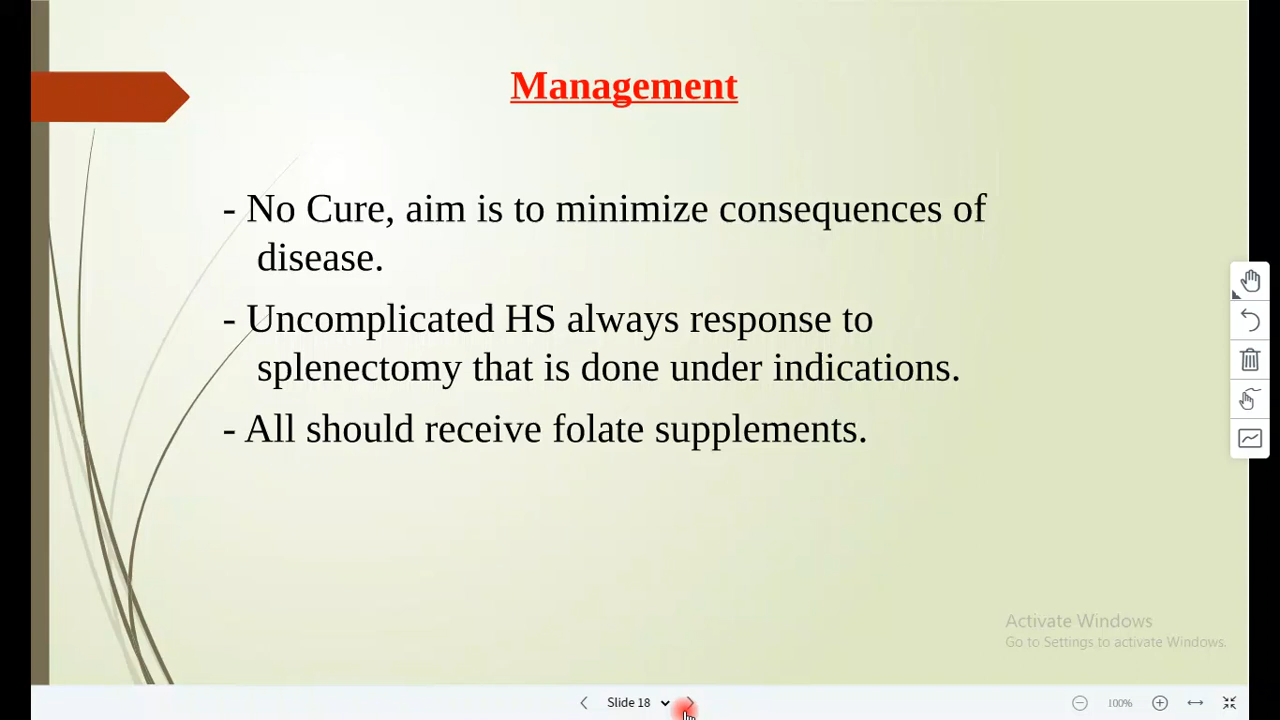 Management
- No Cure, aim is to minimize consequences of
disease.
- Uncomplicated HS always response to
splenectomy that is done under indications.
- All should receive folate supplements.
Activate Windows
Go to Settings to activate Windows.
Slide 18
100%